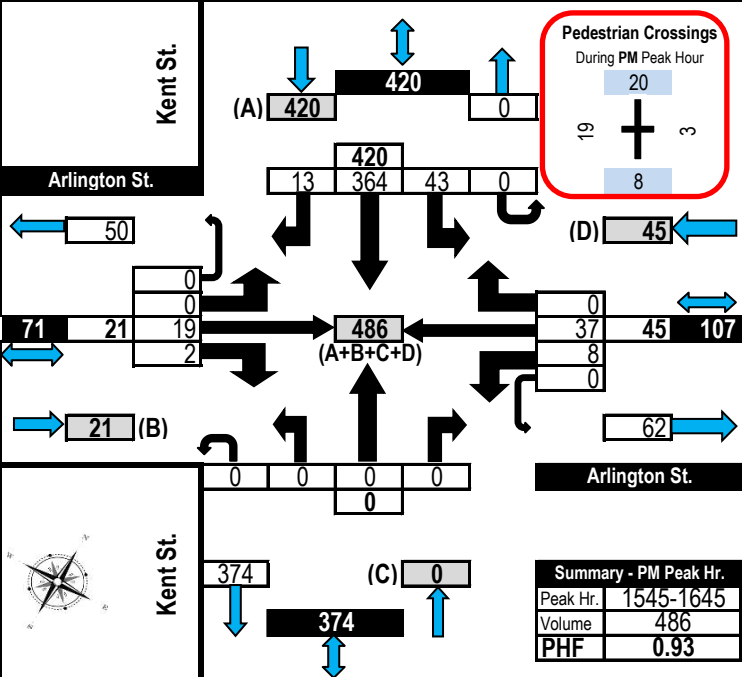 Kent St.
420
(A) 420
0
Pedestrian Crossings
During PM Peak Hour
20
19
3
8
420
13 364 43 0
Arlington St.
50
(D) 45
0
0
71 21 19
2
486
(A+B+C+D)
0
37 45 107
8
0
21 (B)
62
0 0 0 0
0
Arlington St.
Kent St.
N
W
E
S
374
(C) 0
374
Summary - PM Peak Hr.
Peak Hr. 1545-1645
Volume 486
PHF 0.93